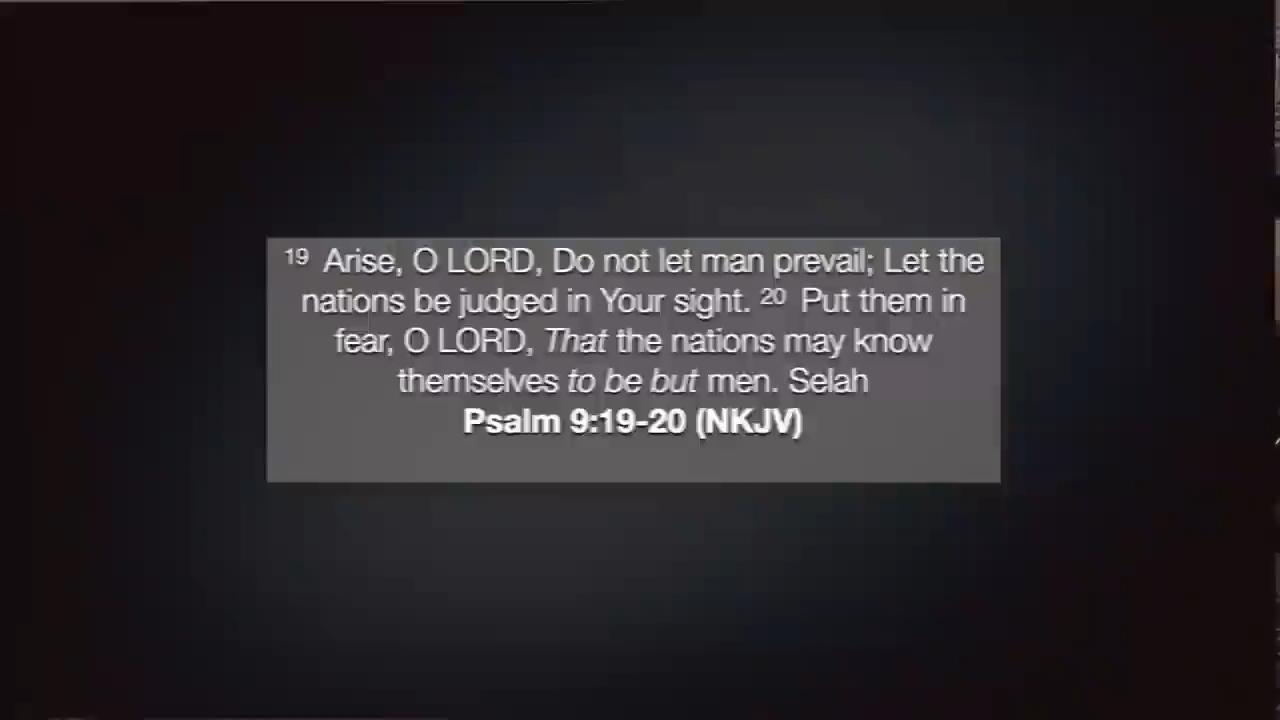 19 Arise, O LORD, Do not let man prevail; Let the
nations be judged in Your sight. 20 Put them in
fear, O LORD, That the nations may know
themselves to be but men. Selah
Psalm 9:19-20 (NKJV)